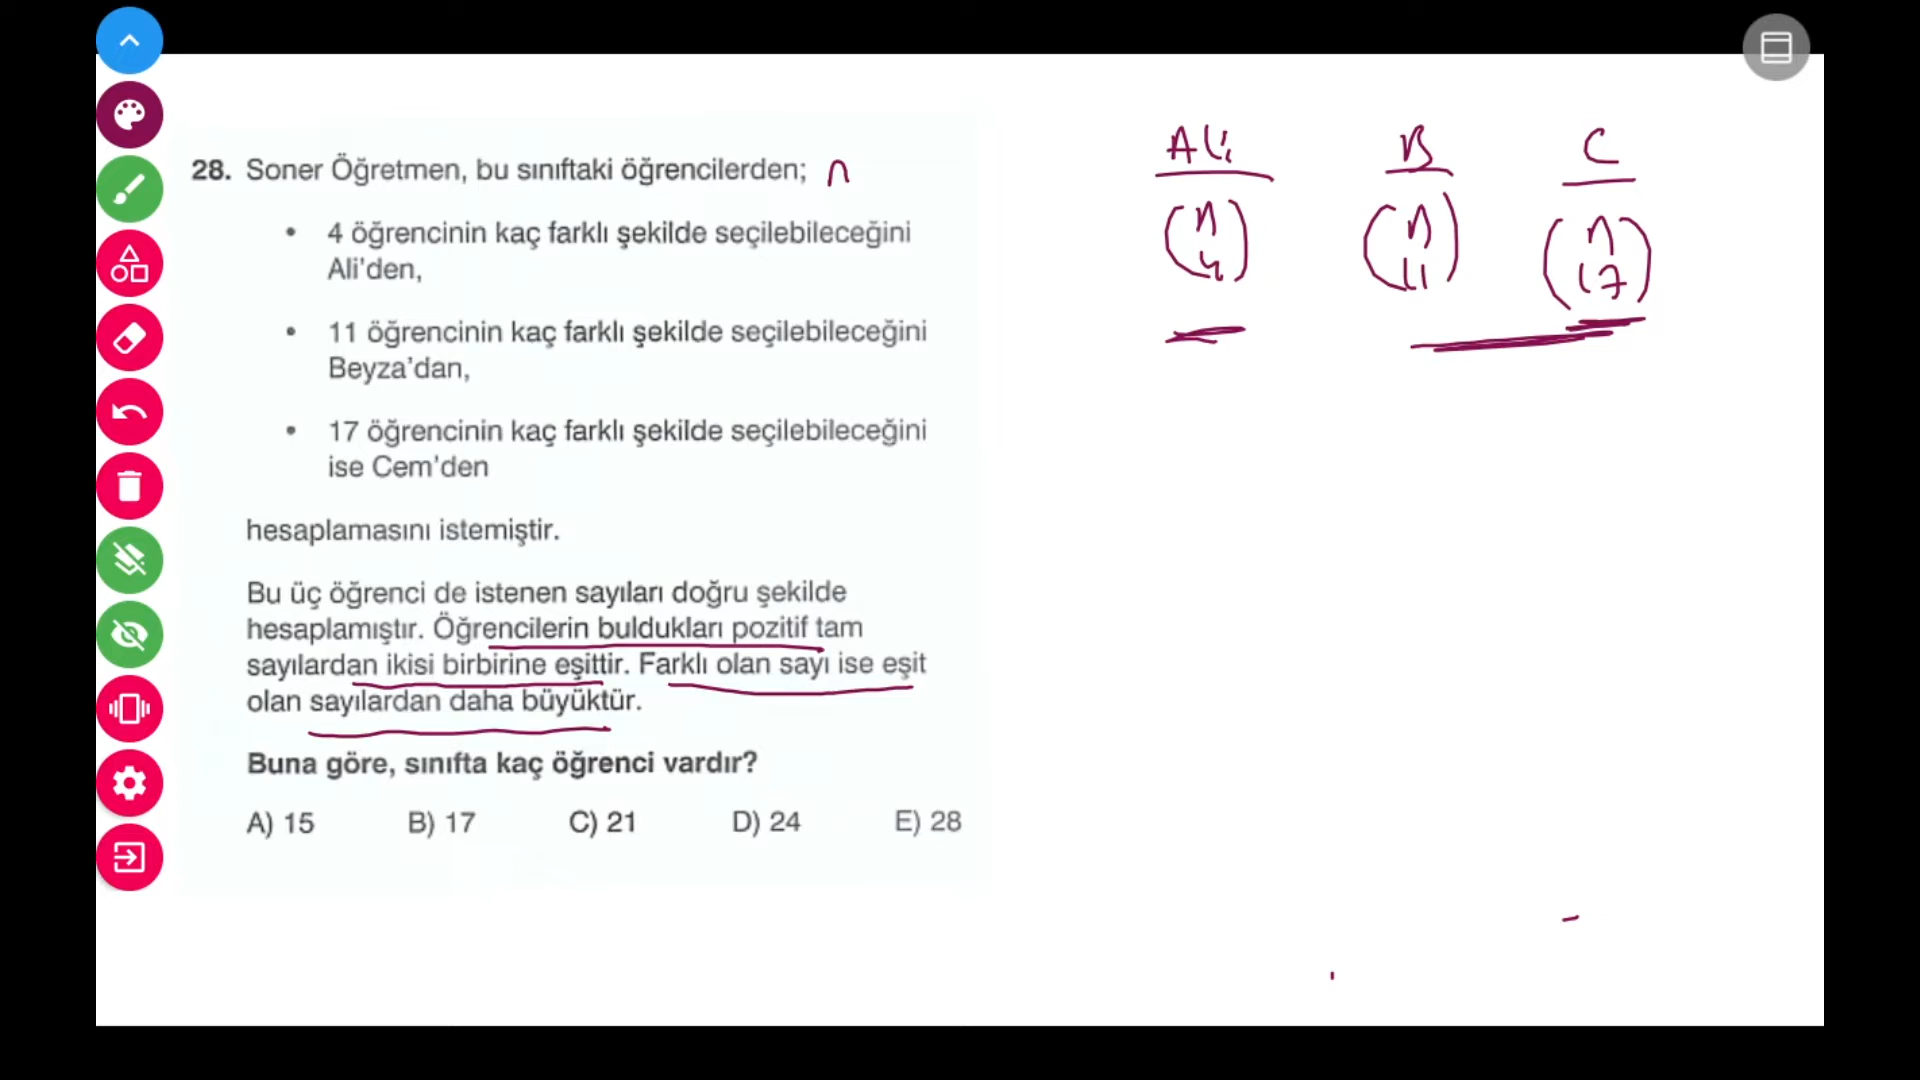 28. Soner Öğretmen, bu sınıftaki öğrencilerden; n
• 4 öğrencinin kaç farklı şekilde seçilebileceğini
Ali'den,
• 11 öğrencinin kaç farklı şekilde seçilebileceğini
Beyza'dan,
• 17 öğrencinin kaç farklı şekilde seçilebileceğini
ise Cem'den
hesaplamasını istemiştir.
Bu üç öğrenci de istenen sayıları doğru şekilde
hesaplamıştır. Öğrencilerin buldukları pozitif tam
sayılardan ikisi birbirine eşittir. Farklı olan sayı ise eşit
olan sayılardan daha büyüktür.
Buna göre, sınıfta kaç öğrenci vardır?
A) 15 B) 17 C) 21 D) 24 E) 28
Ali B C
(n (n (n
4) 11) 17)